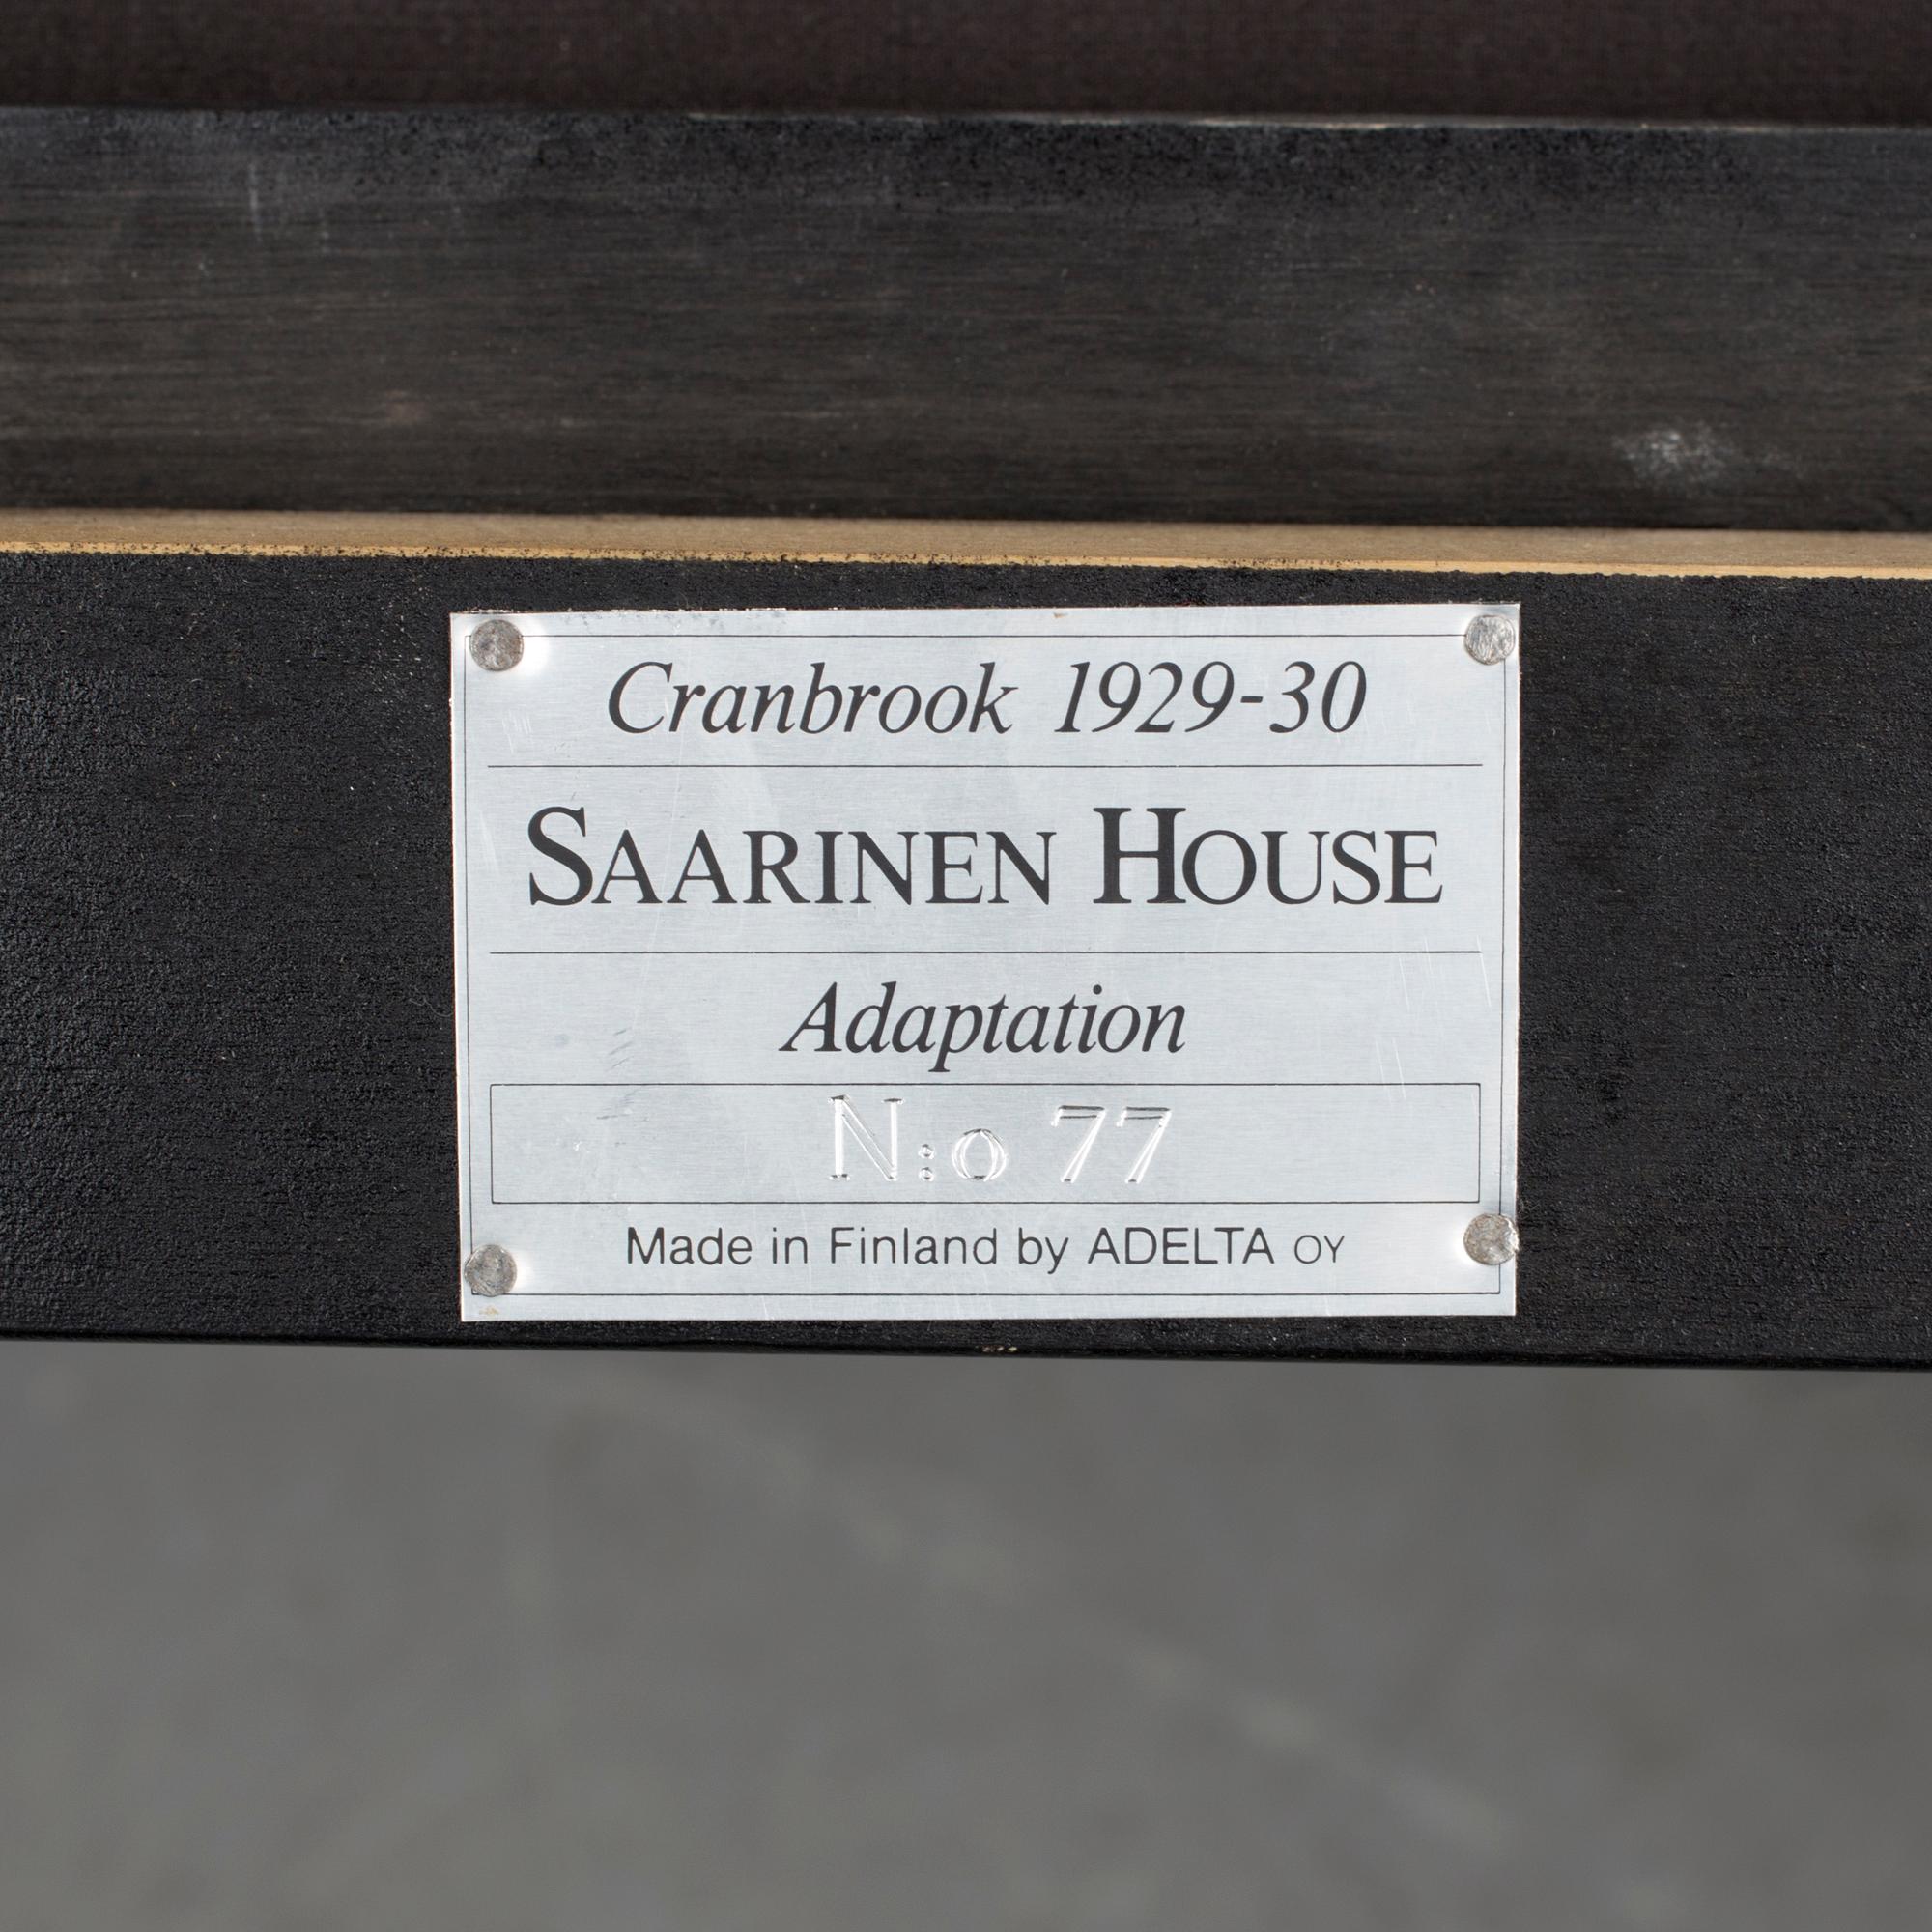 Cranbrook 1929-30
SAARINEN HOUSE
Adaptation
N:o 77
Made in Finland by ADELTA OY